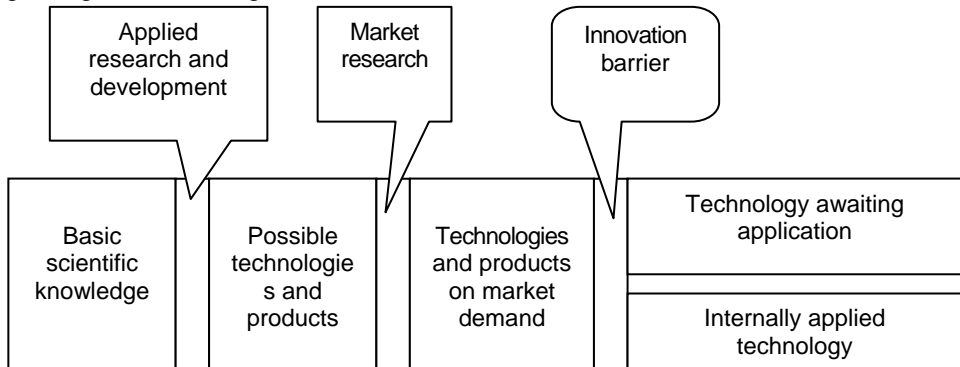 Applied
research and
development
Market
research
Innovation
barrier
Basic
scientific
knowledge
Possible
technologie
s and
products
Technologies
and products
on market
demand
Technology awaiting
application
Internally applied
technology